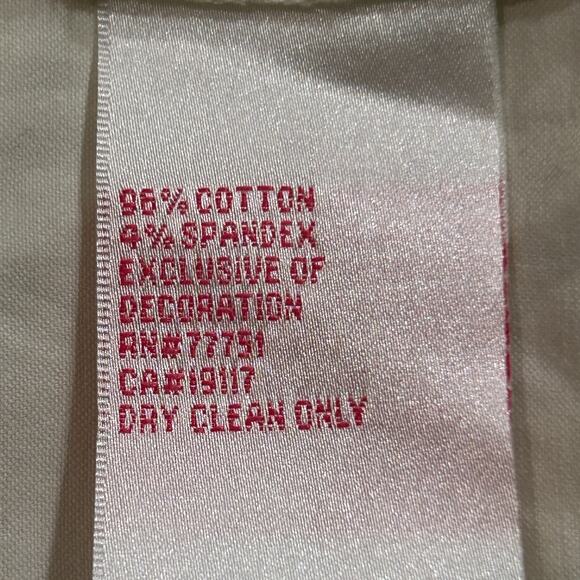 96% COTTON
4% SPANDEX
EXCLUSIVE OF
DECORATION
RN#77751
CA#19117
DRY CLEAN ONLY